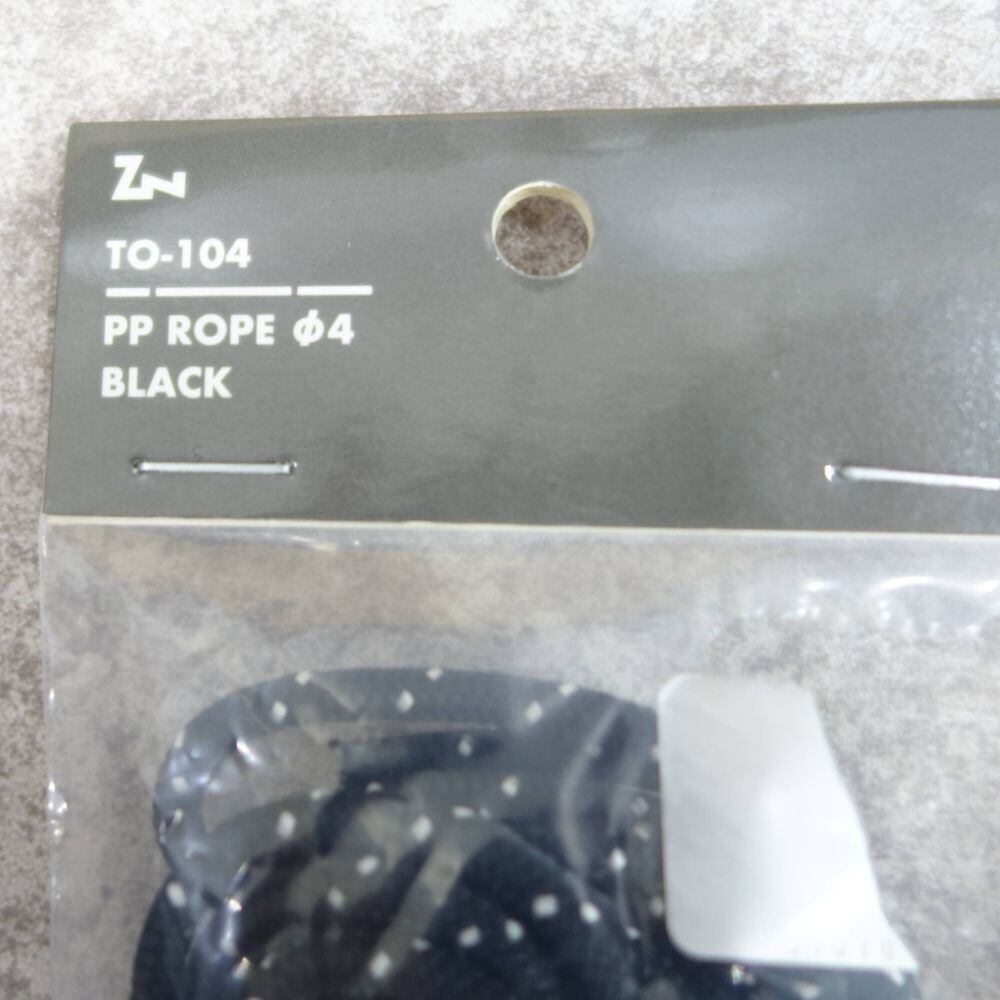 ZN
TO-104
PP ROPE φ4
BLACK